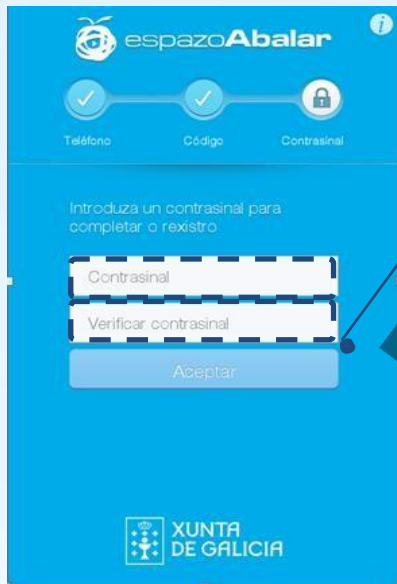 espazoAbalar
i
Teléfono Código Contrasinal
Introduza un contrasinal para
completar o rexistro
Contrasinal
Verificar contrasinal
Aceptar
XUNTA
DE GALICIA